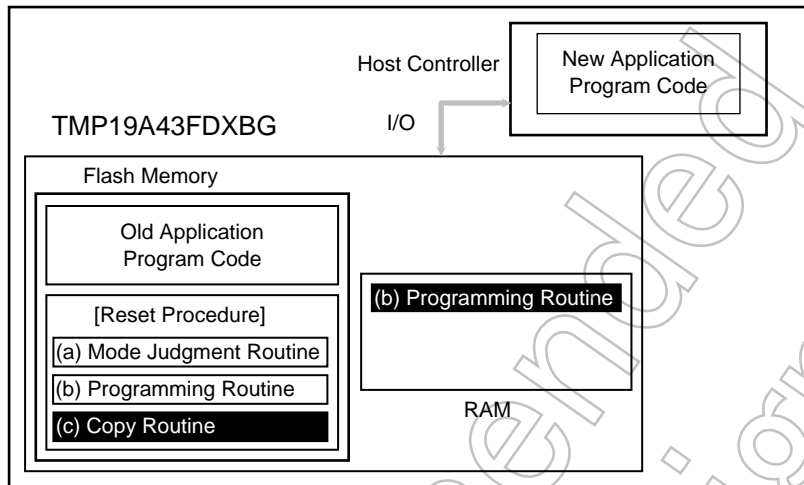 Host Controller
New Application
Program Code
I/O
TMP19A43FDXBG
Flash Memory
Old Application
Program Code
[Reset Procedure]
(a) Mode Judgment Routine
(b) Programming Routine
(c) Copy Routine
(b) Programming Routine
RAM